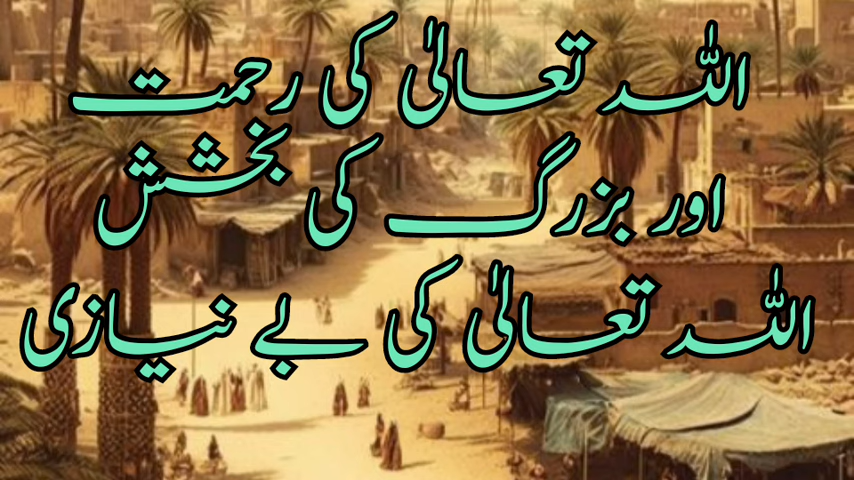 اللہ تعالیٰ کی رحمت
اور بزرگ کی بخشش
اللہ تعالیٰ کی بے نیازی